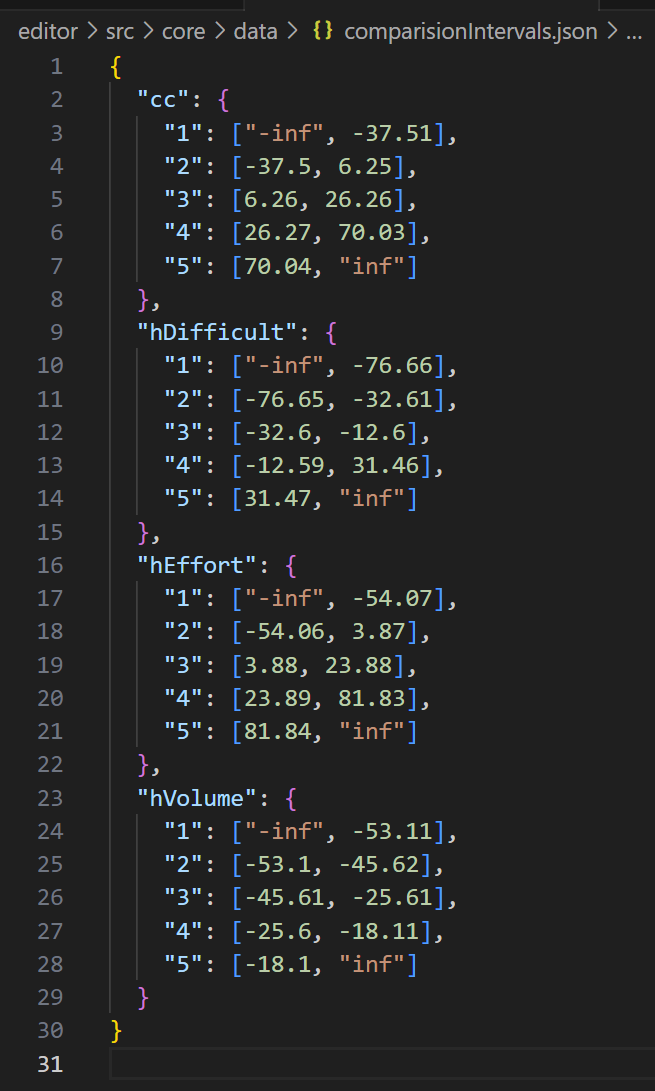 editor > src > core > data > {} comparisionIntervals.json > ...
1 {
2 "cc": {
3 "1": ["-inf", -37.51],
4 "2": [-37.5, 6.25],
5 "3": [6.26, 26.26],
6 "4": [26.27, 70.03],
7 "5": [70.04, "inf"]
8 },
9 "hDifficult": {
10 "1": ["-inf", -76.66],
11 "2": [-76.65, -32.61],
12 "3": [-32.6, -12.6],
13 "4": [-12.59, 31.46],
14 "5": [31.47, "inf"]
15 },
16 "hEffort": {
17 "1": ["-inf", -54.07],
18 "2": [-54.06, 3.87],
19 "3": [3.88, 23.88],
20 "4": [23.89, 81.83],
21 "5": [81.84, "inf"]
22 },
23 "hVolume": {
24 "1": ["-inf", -53.11],
25 "2": [-53.1, -45.62],
26 "3": [-45.61, -25.61],
27 "4": [-25.6, -18.11],
28 "5": [-18.1, "inf"]
29 }
30 }
31